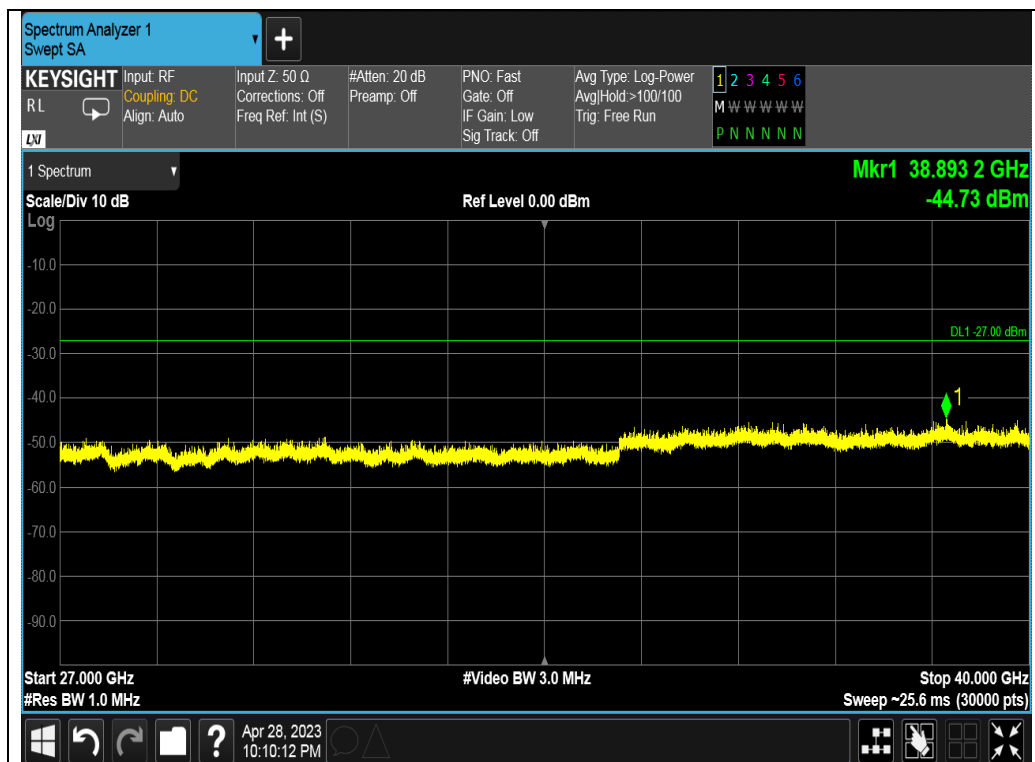 Spectrum Analyzer 1
Swept SA
KEYSIGHT
RL
LXI
Input: RF
Coupling: DC
Align: Auto
Input Z: 50 Ω
Corrections: Off
Freq Ref: Int (S)
#Atten: 20 dB
Preamp: Off
PNO: Fast
Gate: Off
IF Gain: Low
Sig Track: Off
Avg Type: Log-Power
Avg|Hold:>100/100
Trig: Free Run
1 2 3 4 5 6
M W W W W W
P N N N N N
1 Spectrum
Mkr1 38.893 2 GHz
-44.73 dBm
Scale/Div 10 dB
Ref Level 0.00 dBm
Log
-10.0
-20.0
DL1 -27.00 dBm
-30.0
-40.0
1
-50.0
-60.0
-70.0
-80.0
-90.0
Start 27.000 GHz
#Video BW 3.0 MHz
Stop 40.000 GHz
#Res BW 1.0 MHz
Sweep ~25.6 ms (30000 pts)
?
Apr 28, 2023
10:10:12 PM